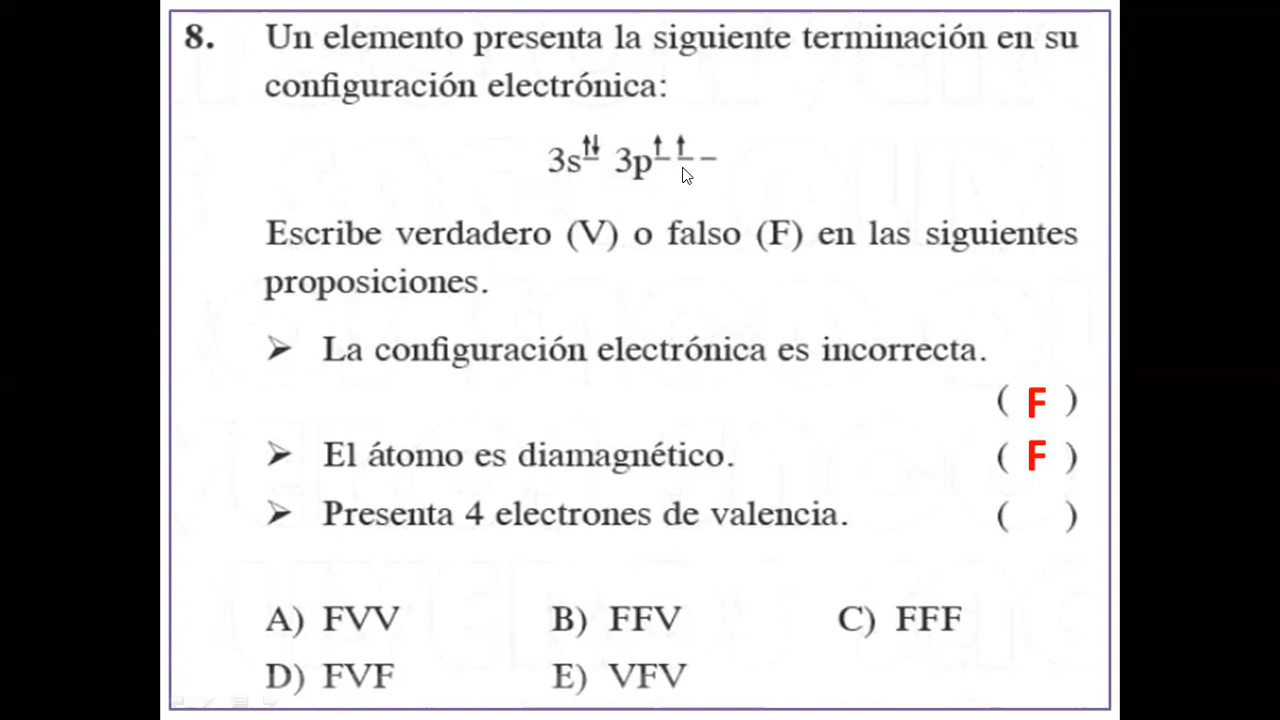 8. Un elemento presenta la siguiente terminación en su
configuración electrónica:
3s↑↓ 3p↑ ↑ _
Escribe verdadero (V) o falso (F) en las siguientes
proposiciones.
➢ La configuración electrónica es incorrecta.
( F )
➢ El átomo es diamagnético. ( F )
➢ Presenta 4 electrones de valencia. ( )
A) FVV B) FFV C) FFF
D) FVF E) VFV